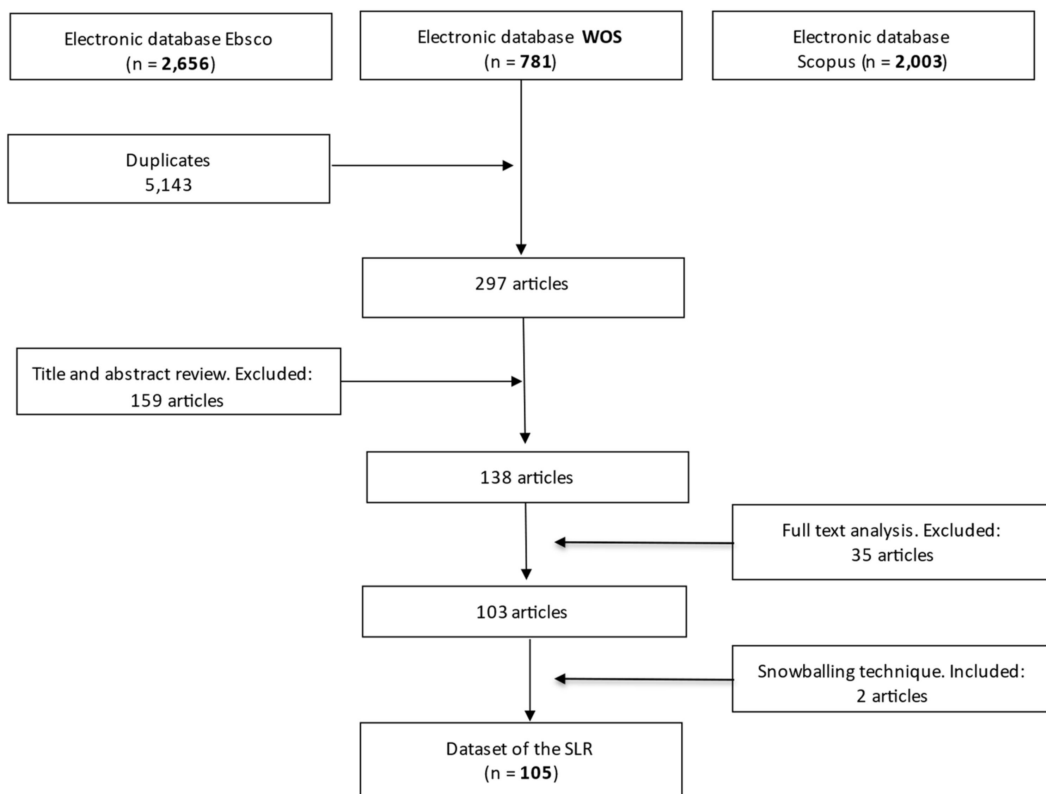 Electronic database Ebsco
(n = 2,656)
Electronic database WOS
(n = 781)
Electronic database
Scopus (n = 2,003)
Duplicates
5,143
297 articles
Title and abstract review. Excluded:
159 articles
138 articles
Full text analysis. Excluded:
35 articles
103 articles
Snowballing technique. Included:
2 articles
Dataset of the SLR
(n = 105)